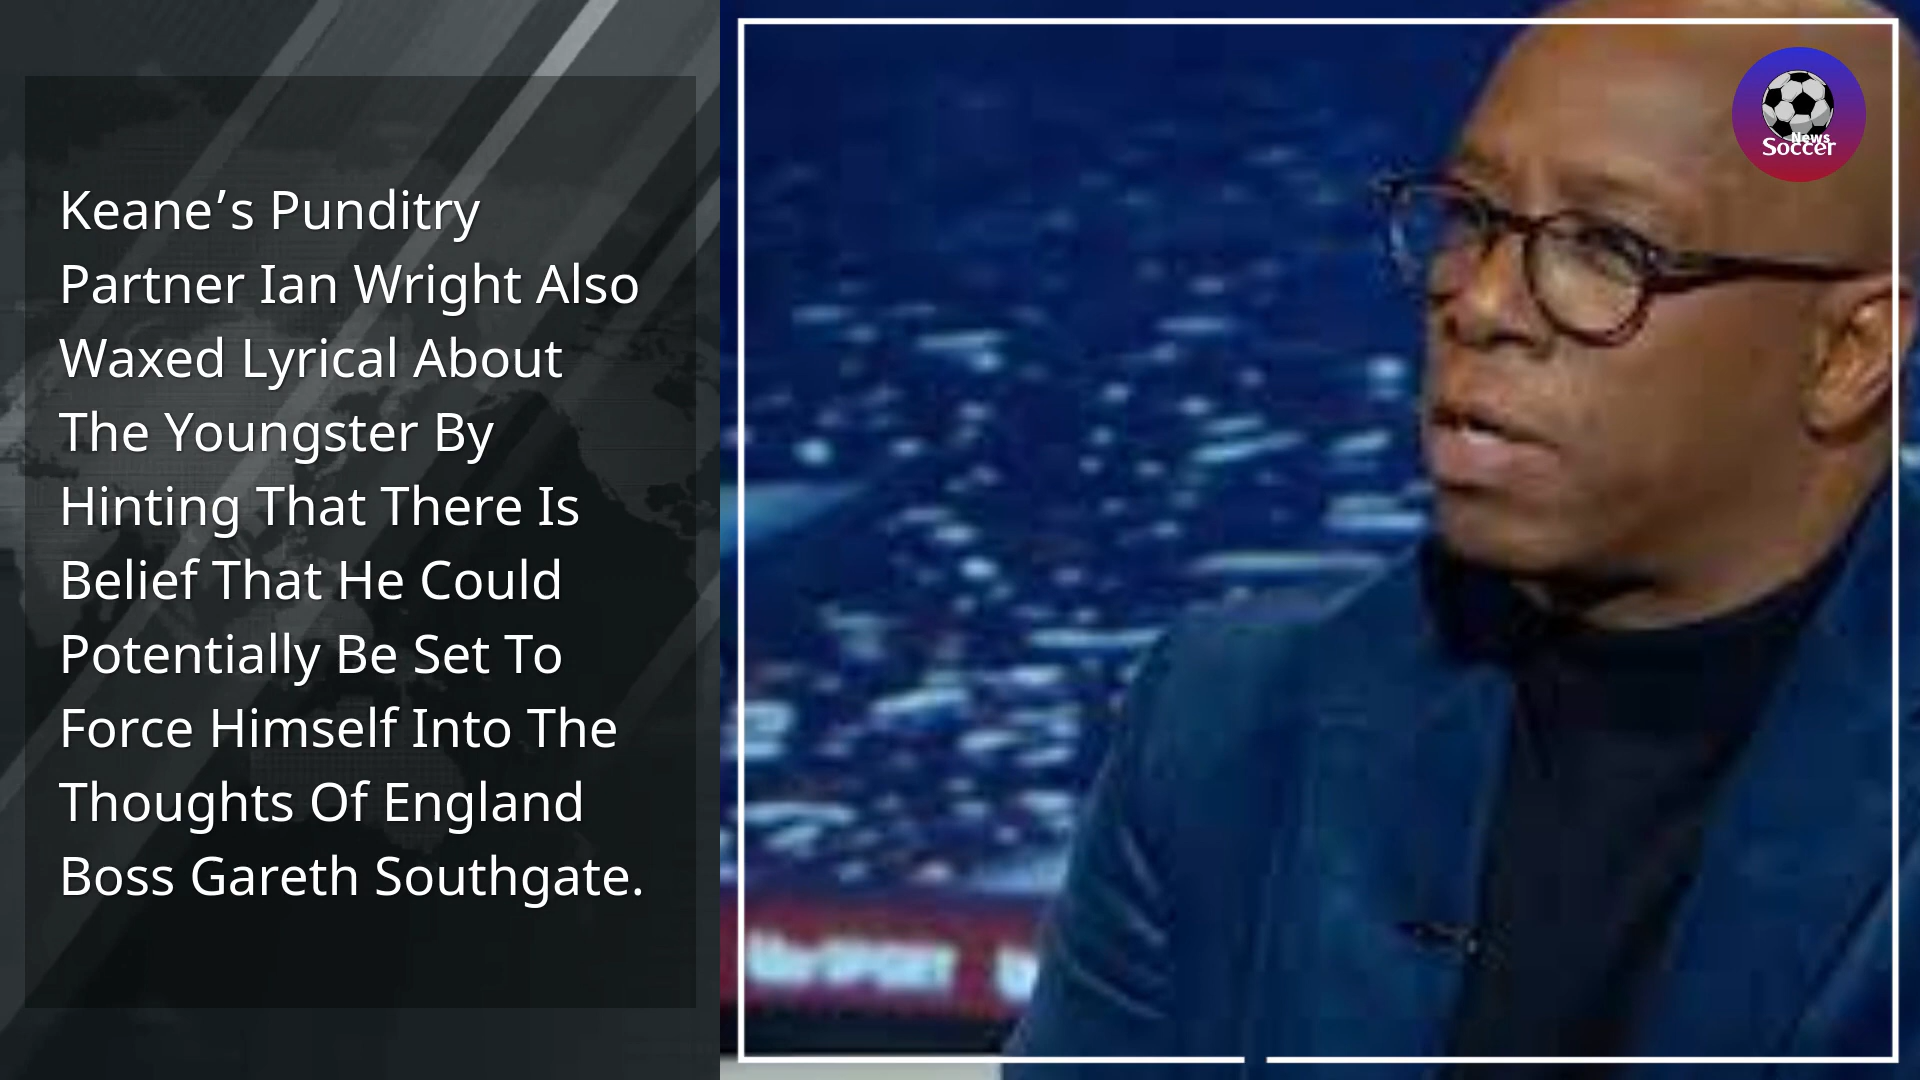 Keane’s Punditry
Partner Ian Wright Also
Waxed Lyrical About
The Youngster By
Hinting That There Is
Belief That He Could
Potentially Be Set To
Force Himself Into The
Thoughts Of England
Boss Gareth Southgate.
News
Soccer